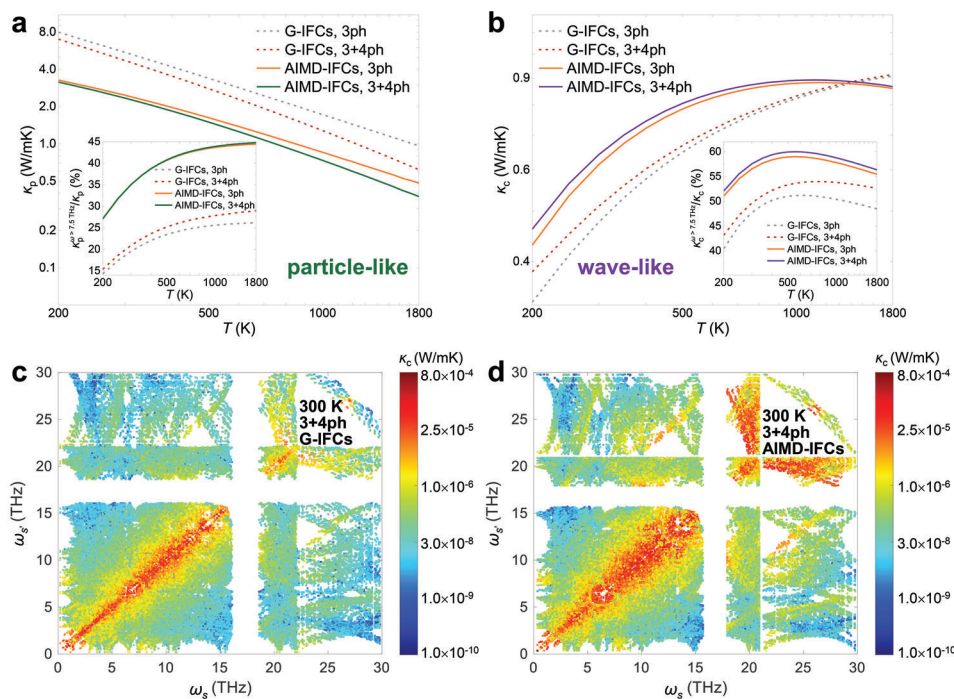 a
κp (W/mK)
8.0
4.0
2.0
1.0
0.5
0.2
0.1
G-IFCs, 3ph
G-IFCs, 3+4ph
AIMD-IFCs, 3ph
AIMD-IFCs, 3+4ph
κp^ω > 7.5 THz/κp (%)
45
40
35
30
25
20
15
G-IFCs, 3ph
G-IFCs, 3+4ph
AIMD-IFCs, 3ph
AIMD-IFCs, 3+4ph
200 500 1000 1800
T (K)
particle-like
200 500 1000 1800
T (K)
b
κc (W/mK)
0.9
0.6
0.4
G-IFCs, 3ph
G-IFCs, 3+4ph
AIMD-IFCs, 3ph
AIMD-IFCs, 3+4ph
κc^ω > 7.5 THz/κc (%)
60
55
50
45
40
35
30
G-IFCs, 3ph
G-IFCs, 3+4ph
AIMD-IFCs, 3ph
AIMD-IFCs, 3+4ph
200 500 1000 1800
T (K)
wave-like
200 500 1000 1800
T (K)
c
ωs' (THz)
30
25
20
15
10
5
0
300 K
3+4ph
G-IFCs
0 5 10 15 20 25 30
ωs (THz)
κc (W/mK)
8.0×10⁻⁴
2.5×10⁻⁵
1.0×10⁻⁶
3.0×10⁻⁸
1.0×10⁻⁹
1.0×10⁻¹⁰
d
ωs' (THz)
30
25
20
15
10
5
0
300 K
3+4ph
AIMD-IFCs
0 5 10 15 20 25 30
ωs (THz)
κc (W/mK)
8.0×10⁻⁴
2.5×10⁻⁵
1.0×10⁻⁶
3.0×10⁻⁸
1.0×10⁻⁹
1.0×10⁻¹⁰